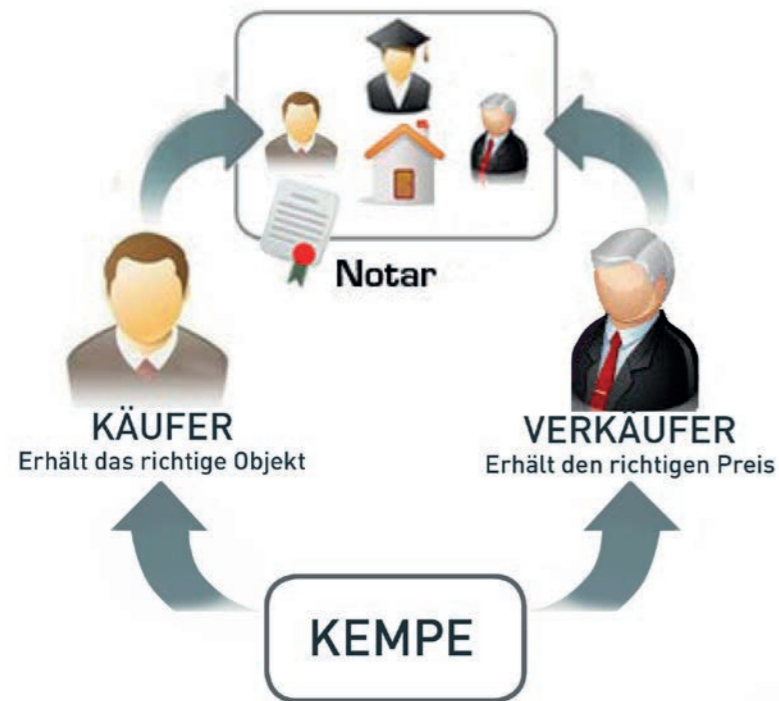 Notar
KÄUFER
Erhält das richtige Objekt
VERKÄUFER
Erhält den richtigen Preis
KEMPE